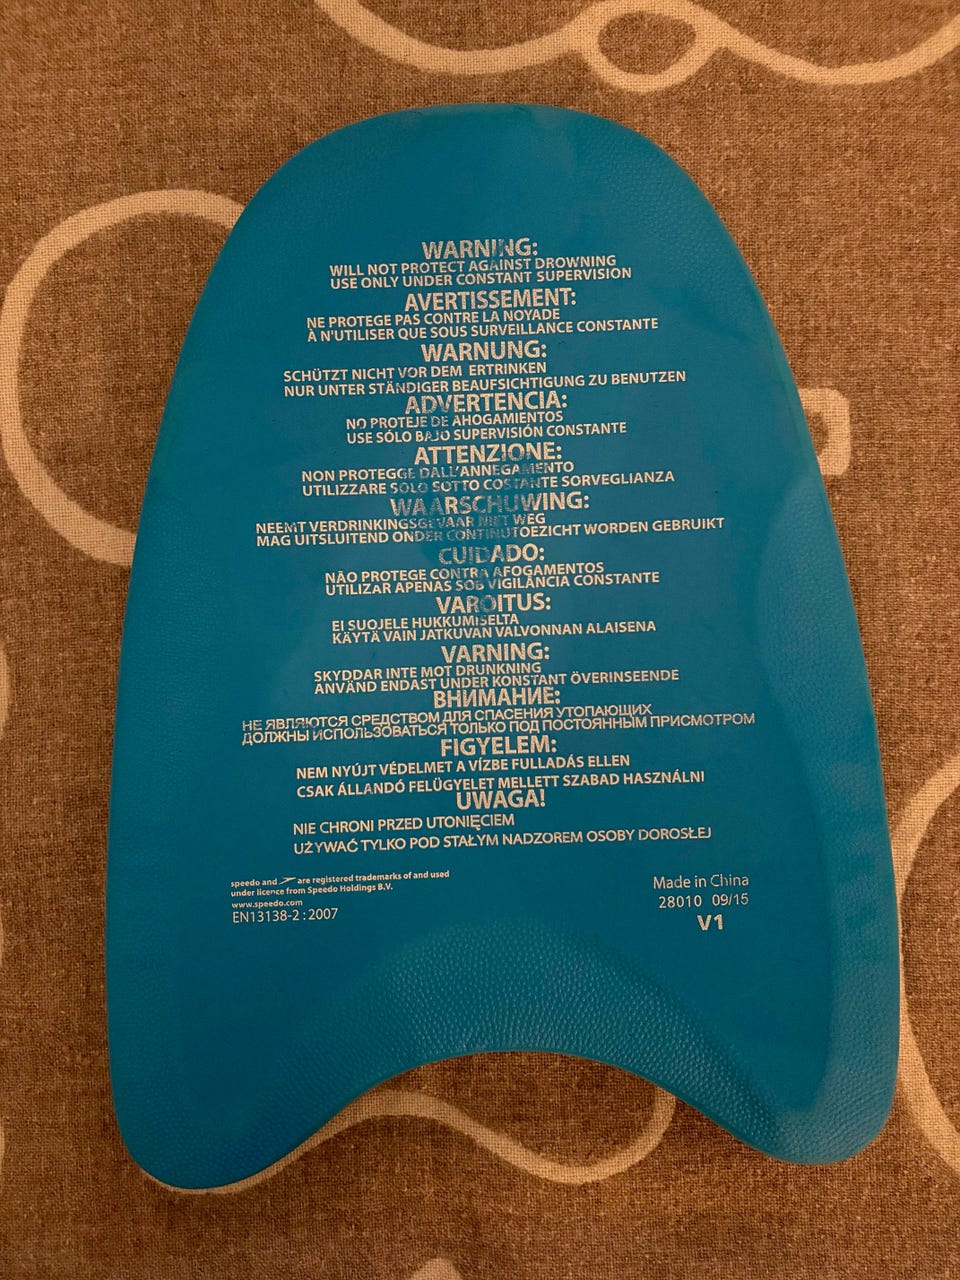 WARNING:
WILL NOT PROTECT AGAINST DROWNING
USE ONLY UNDER CONSTANT SUPERVISION
AVERTISSEMENT:
NE PROTEGE PAS CONTRE LA NOYADE
À N'UTILISER QUE SOUS SURVEILLANCE CONSTANTE
WARNUNG:
SCHÜTZT NICHT VOR DEM ERTRINKEN
NUR UNTER STÄNDIGER BEAUFSICHTIGUNG ZU BENUTZEN
ADVERTENCIA:
NO PROTEJE DE AHOGAMIENTOS
USE SÓLO BAJO SUPERVISIÓN CONSTANTE
ATTENZIONE:
NON PROTEGGE DALL'ANNEGAMENTO
UTILIZZARE SOLO SOTTO COSTANTE SORVEGLIANZA
WAARSCHUWING:
NEEMT VERDRINKINGSGEVAAR NIET WEG
MAG UITSLUITEND ONDER CONTINUTOEZICHT WORDEN GEBRUIKT
CUIDADO:
NÃO PROTEGE CONTRA AFOGAMENTOS
UTILIZAR APENAS SOB VIGILÂNCIA CONSTANTE
VAROITUS:
EI SUOJELE HUKKUMISELTA
KÄYTÄ VAIN JATKUVAN VALVONNAN ALAISENA
VARNING:
SKYDDAR INTE MOT DRUNKNING
ANVÄND ENDAST UNDER KONSTANT ÖVERINSEENDE
ВНИМАНИЕ:
НЕ ЯВЛЯЮТСЯ СРЕДСТВОМ ДЛЯ СПАСЕНИЯ УТОПАЮЩИХ
ДОЛЖНЫ ИСПОЛЬЗОВАТЬСЯ ТОЛЬКО ПОД ПОСТОЯННЫМ ПРИСМОТРОМ
FIGYELEM:
NEM NYÚJT VÉDELMET A VÍZBE FULLADÁS ELLEN
CSAK ÁLLANDÓ FELÜGYELET MELLETT SZABAD HASZNÁLNI
UWAGA!
NIE CHRONI PRZED UTONIĘCIEM
UŻYWAĆ TYLKO POD STAŁYM NADZOREM OSOBY DOROSŁEJ
speedo and are registered trademarks of and used
under licence from Speedo Holdings B.V.
www.speedo.com
EN13138-2 : 2007
Made in China
28010 09/15
V1